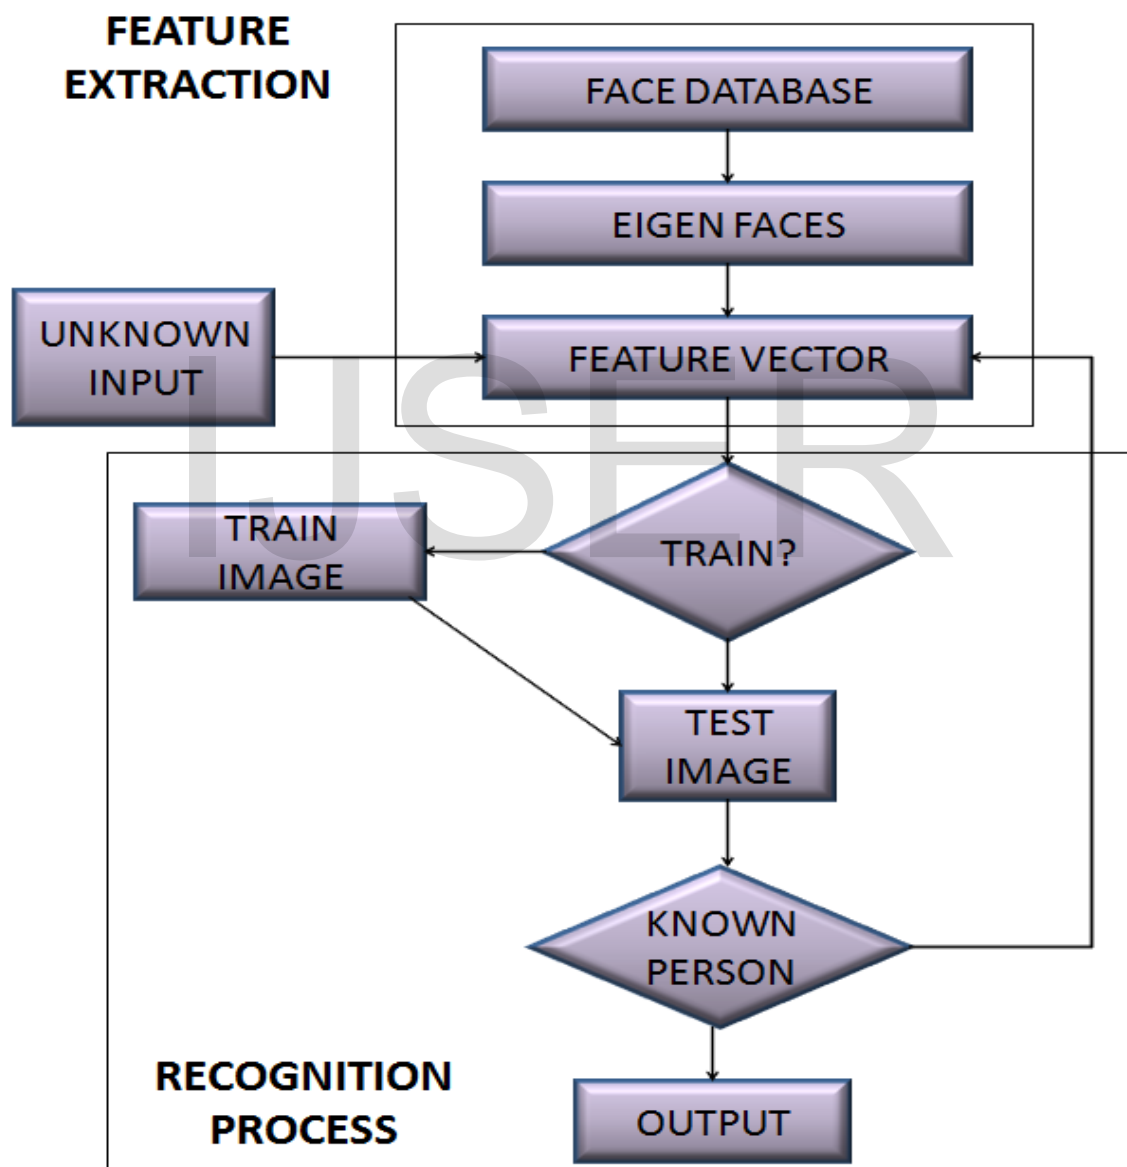 FEATURE
EXTRACTION
FACE DATABASE
EIGEN FACES
UNKNOWN
INPUT
FEATURE VECTOR
IJSER
TRAIN
IMAGE
TRAIN?
TEST
IMAGE
KNOWN
PERSON
RECOGNITION
PROCESS
OUTPUT